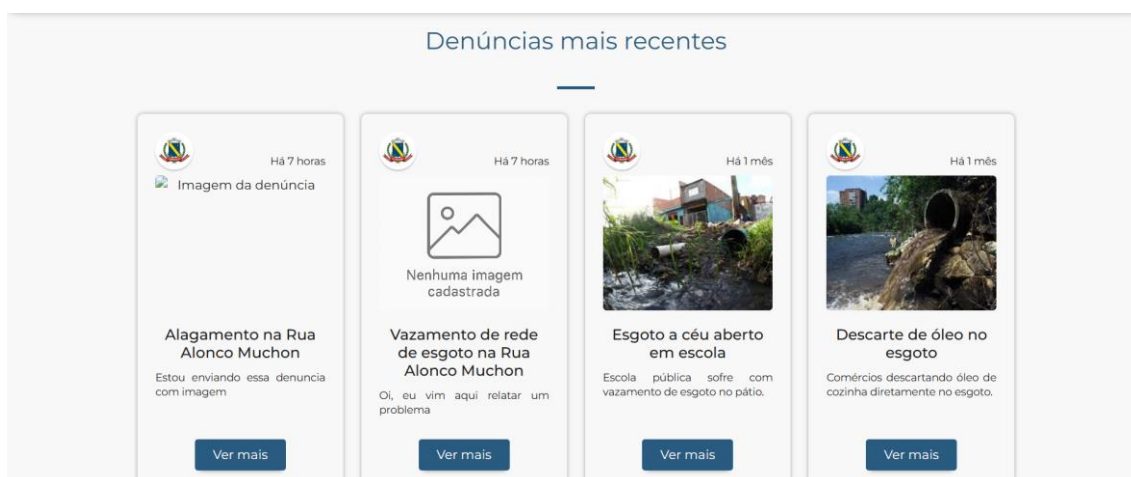 Denúncias mais recentes
Há 7 horas
Imagem da denúncia
Alagamento na Rua
Alonco Muchon
Estou enviando essa denuncia
com imagem
Ver mais
Há 7 horas
Nenhuma imagem
cadastrada
Vazamento de rede
de esgoto na Rua
Alonco Muchon
Oi, eu vim aqui relatar um
problema
Ver mais
Há 1 mês
Esgoto a céu aberto
em escola
Escola pública sofre com
vazamento de esgoto no pátio.
Ver mais
Há 1 mês
Descarte de óleo no
esgoto
Comércios descartando óleo de
cozinha diretamente no esgoto.
Ver mais